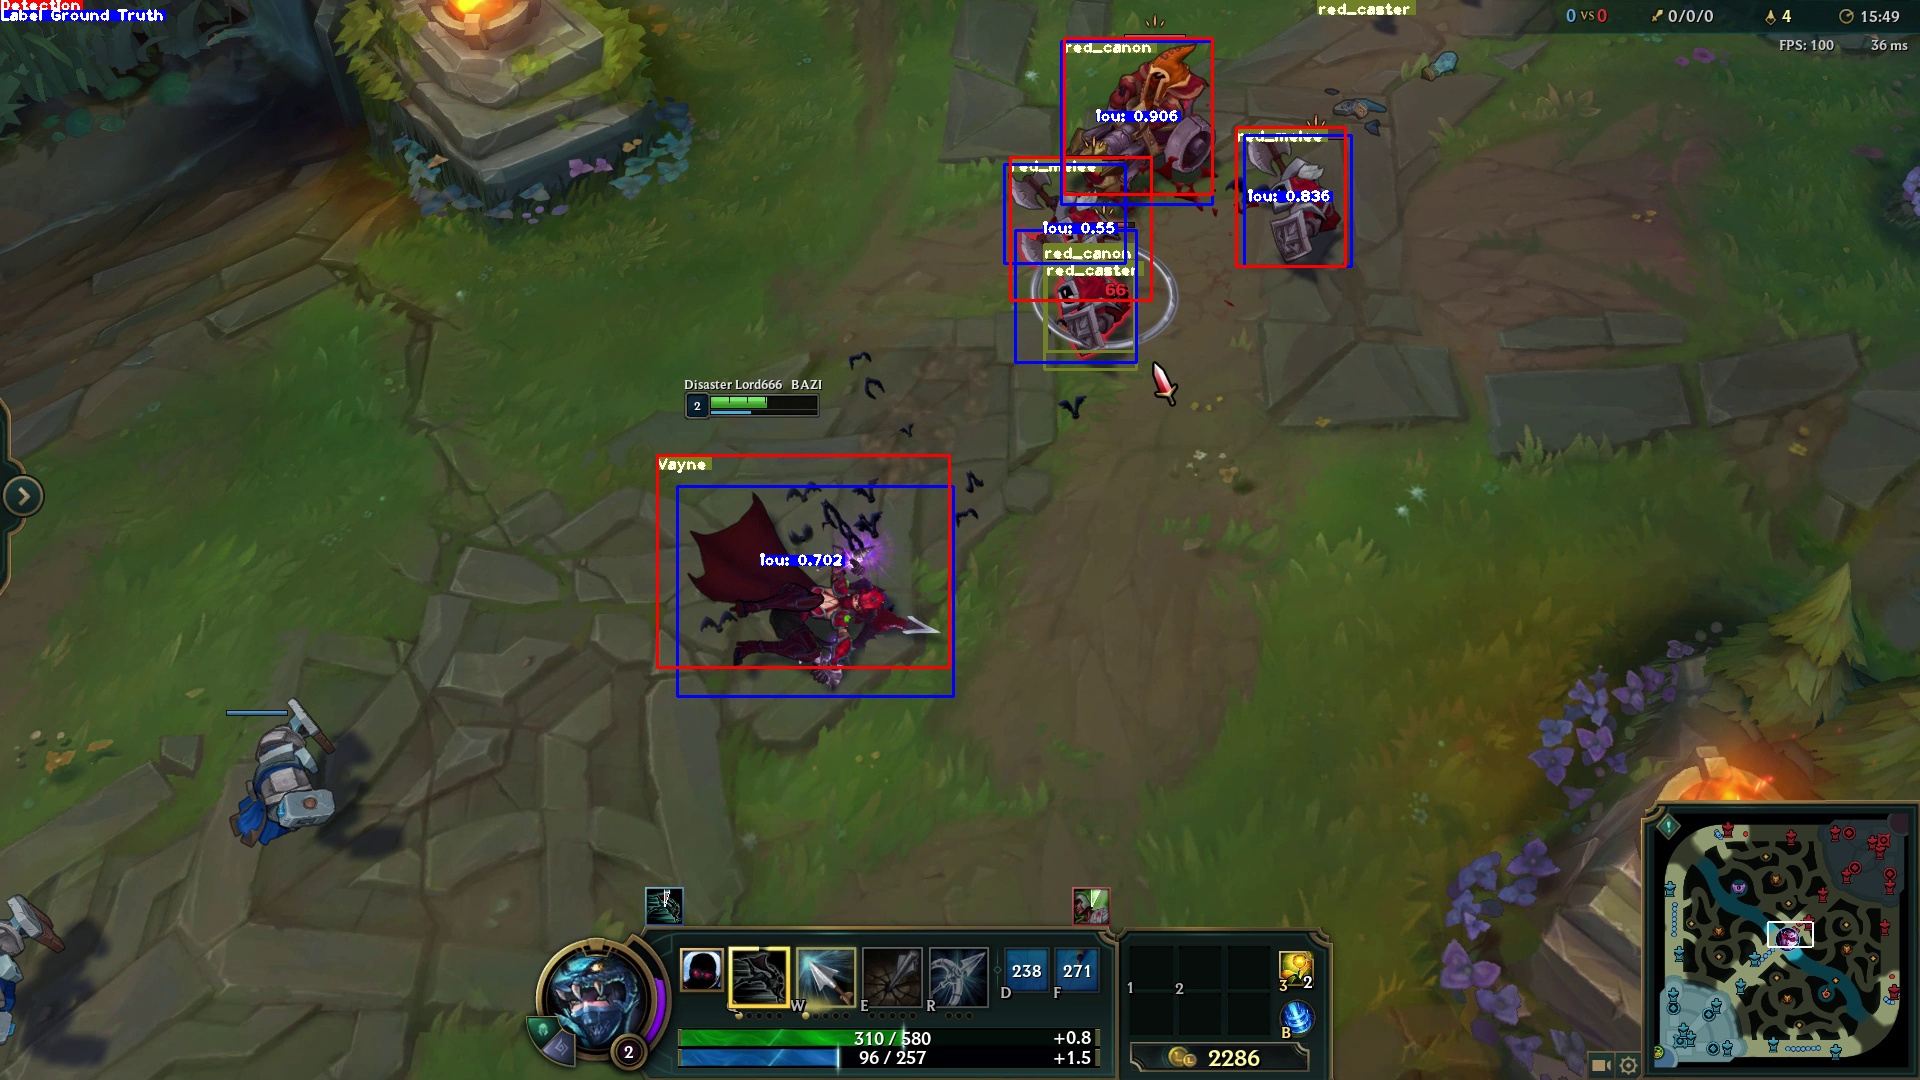 Detection
Label Ground Truth
red_caster
0 VS 0
0/0/0
4
15:49
FPS: 100
36 ms
red_canon
Iou: 0.906
red_melee
Iou: 0.836
red_melee
Iou: 0.55
red_canon
red_caster
66
Disaster Lord666 BAZI
2
Vayne
Iou: 0.702
W
E
R
238
D
271
F
1
2
3
2
B
2
310 / 580
+0.8
96 / 257
+1.5
2286